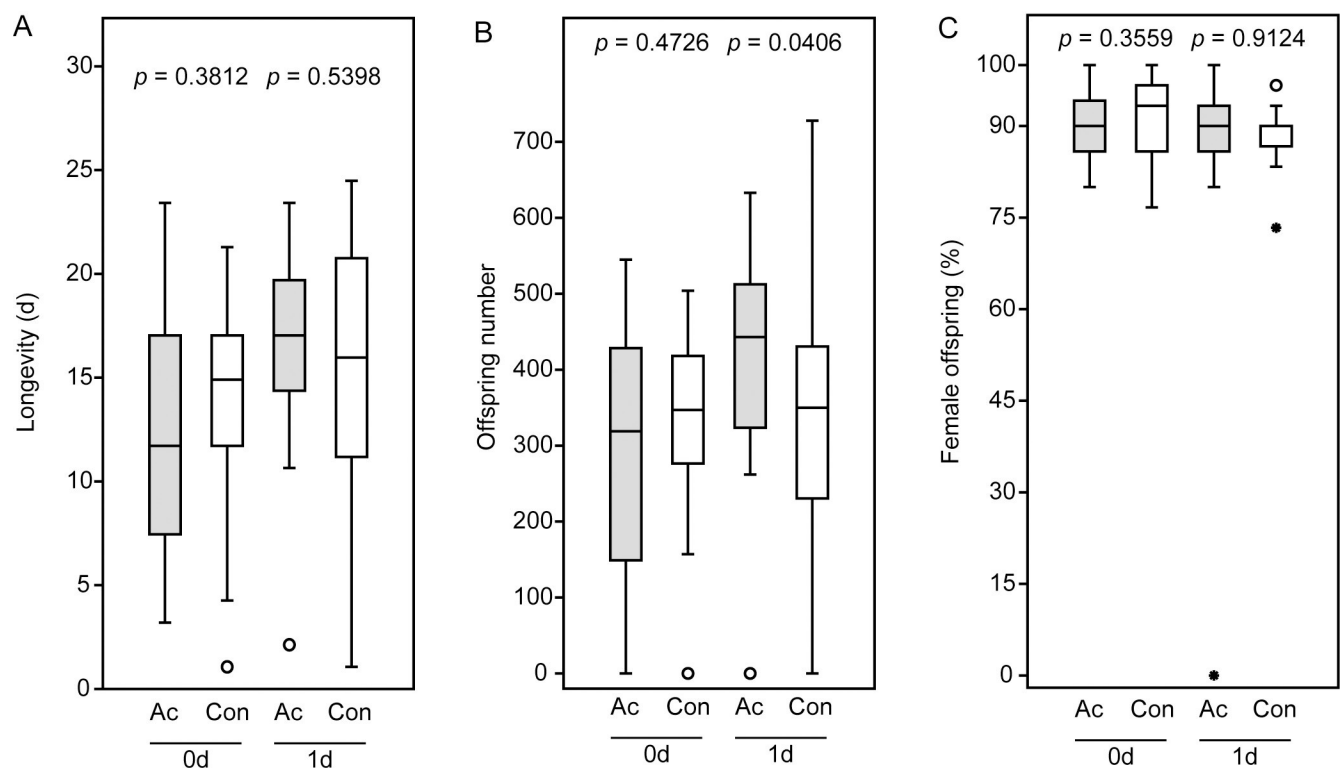 A
p = 0.3812 p = 0.5398
30
25
20
15
10
5
0
Longevity (d)
Ac Con Ac Con
0d 1d
B
p = 0.4726 p = 0.0406
700
600
500
400
300
200
100
0
Offspring number
Ac Con Ac Con
0d 1d
C
p = 0.3559 p = 0.9124
100
90
75
60
45
30
15
0
Female offspring (%)
Ac Con Ac Con
0d 1d